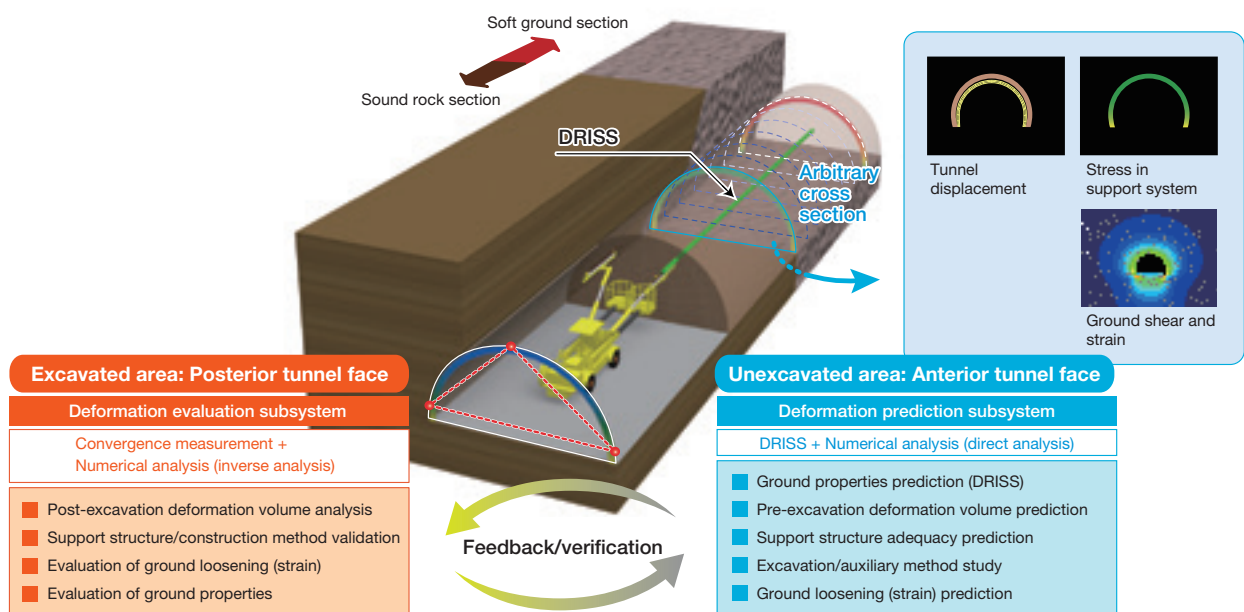 Soft ground section
Sound rock section
DRISS
Arbitrary
cross
section
Tunnel
displacement
Stress in
support system
Ground shear and
strain
Excavated area: Posterior tunnel face
Deformation evaluation subsystem
Convergence measurement +
Numerical analysis (inverse analysis)
Post-excavation deformation volume analysis
Support structure/construction method validation
Evaluation of ground loosening (strain)
Evaluation of ground properties
Feedback/verification
Unexcavated area: Anterior tunnel face
Deformation prediction subsystem
DRISS + Numerical analysis (direct analysis)
Ground properties prediction (DRISS)
Pre-excavation deformation volume prediction
Support structure adequacy prediction
Excavation/auxiliary method study
Ground loosening (strain) prediction